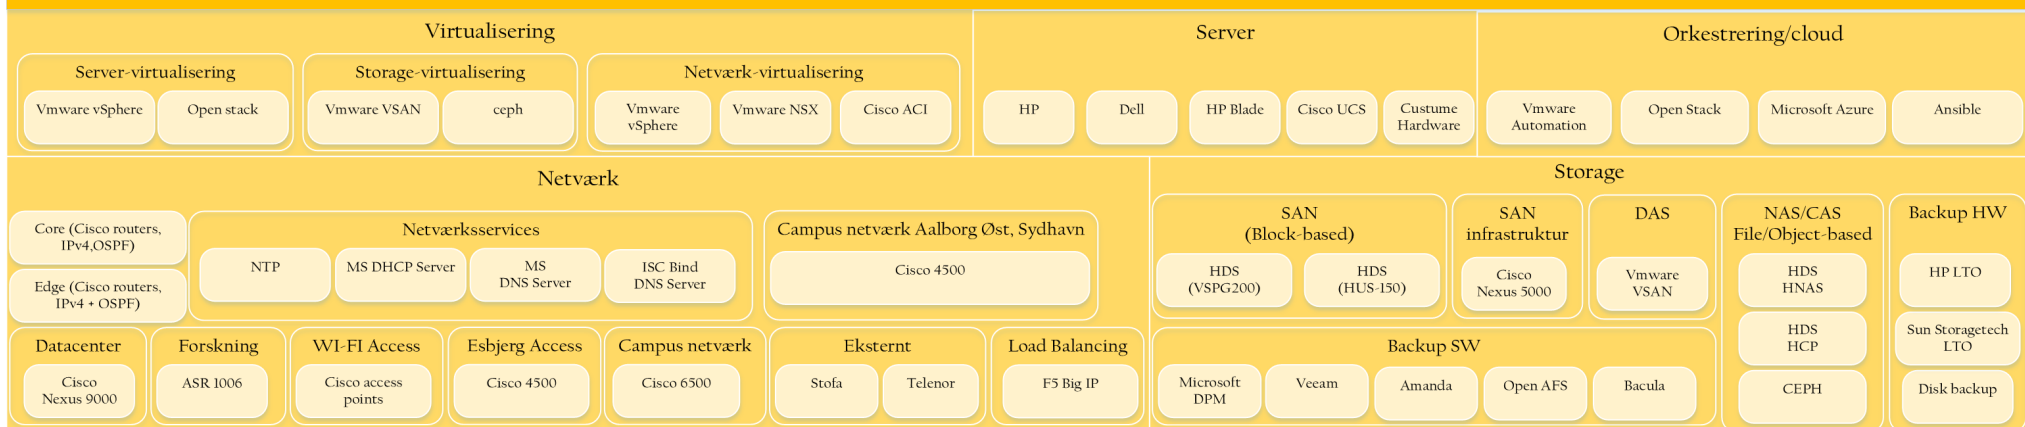 Virtualisering
Server-virtualisering
Vmware vSphere
Open stack
Storage-virtualisering
Vmware VSAN
ceph
Netværk-virtualisering
Vmware
vSphere
Vmware NSX
Cisco ACI
Server
HP
Dell
HP Blade
Cisco UCS
Custume
Hardware
Orkestrering/cloud
Vmware
Automation
Open Stack
Microsoft Azure
Ansible
Netværk
Core (Cisco routers,
IPv4,OSPF)
Edge (Cisco routers,
IPv4 + OSPF)
Netværksservices
NTP
MS DHCP Server
MS
DNS Server
ISC Bind
DNS Server
Campus netværk Aalborg Øst, Sydhavn
Cisco 4500
Datacenter
Cisco
Nexus 9000
Forskning
ASR 1006
WI-FI Access
Cisco access
points
Esbjerg Access
Cisco 4500
Campus netværk
Cisco 6500
Eksternt
Stofa
Telenor
Load Balancing
F5 Big IP
Storage
SAN
(Block-based)
HDS
(VSPG200)
HDS
(HUS-150)
SAN
infrastruktur
Cisco
Nexus 5000
DAS
Vmware
VSAN
NAS/CAS
File/Object-based
HDS
HNAS
HDS
HCP
CEPH
Backup HW
HP LTO
Sun Storagetech
LTO
Disk backup
Backup SW
Microsoft
DPM
Veeam
Amanda
Open AFS
Bacula